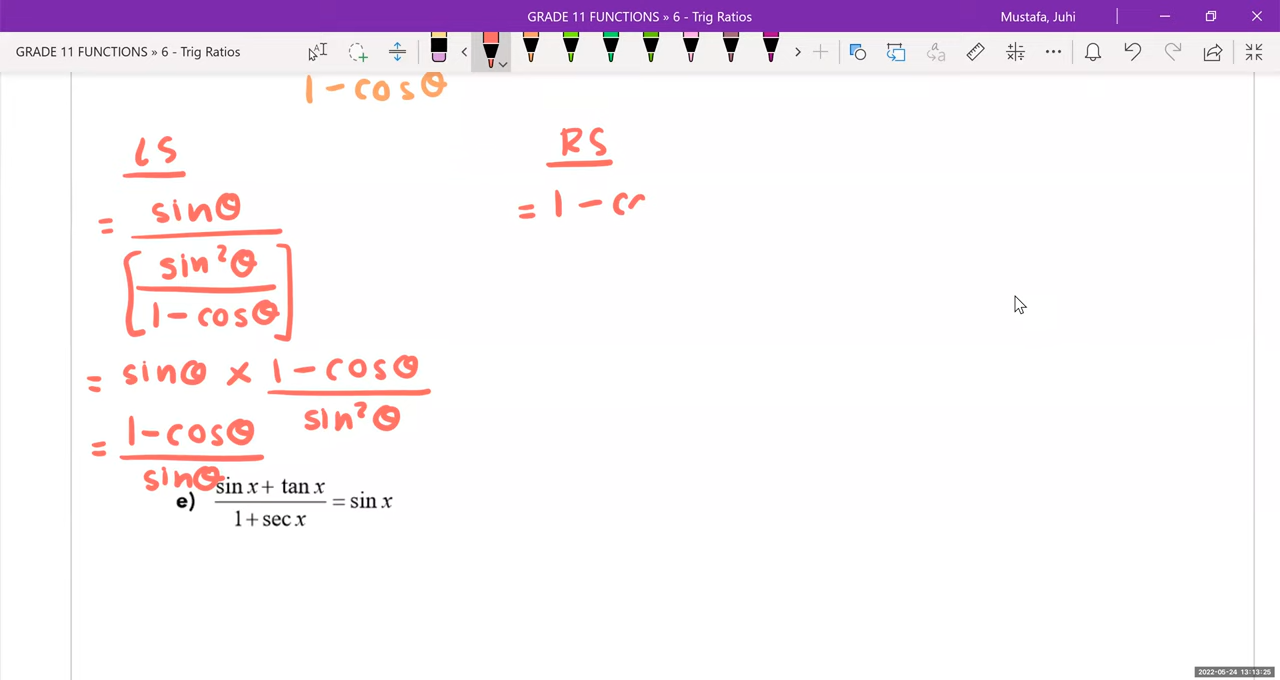 GRADE 11 FUNCTIONS » 6 - Trig Ratios
Mustafa, Juhi
GRADE 11 FUNCTIONS » 6 - Trig Ratios
1 - cosθ
LS
= sinθ
[sin²θ
1 - cosθ]
= sinθ × 1 - cosθ
sin²θ
= 1 - cosθ
sinθ
RS
= 1 - co
e) sin x + tan x
1 + sec x
= sin x
2022-05-24 13:13:25